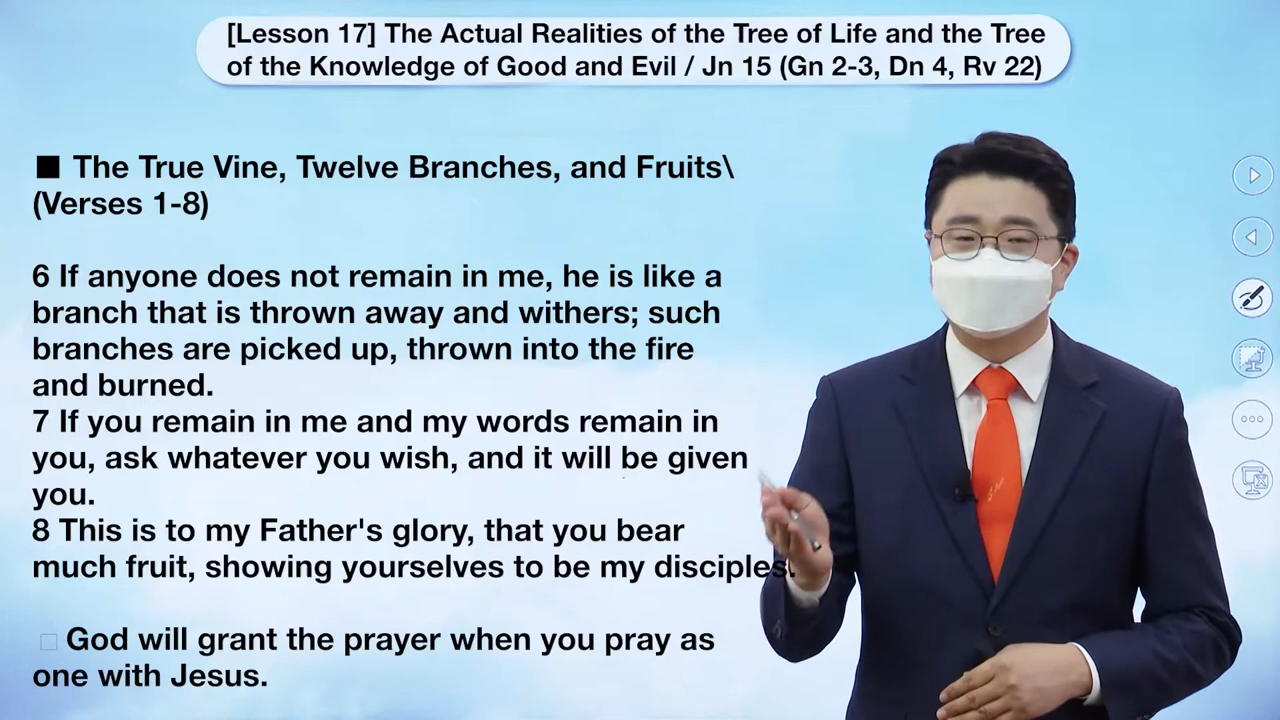 [Lesson 17] The Actual Realities of the Tree of Life and the Tree
of the Knowledge of Good and Evil / Jn 15 (Gn 2-3, Dn 4, Rv 22)
■ The True Vine, Twelve Branches, and Fruits\
(Verses 1-8)
6 If anyone does not remain in me, he is like a
branch that is thrown away and withers; such
branches are picked up, thrown into the fire
and burned.
7 If you remain in me and my words remain in
you, ask whatever you wish, and it will be given
you.
8 This is to my Father's glory, that you bear
much fruit, showing yourselves to be my disciples.
□ God will grant the prayer when you pray as
one with Jesus.